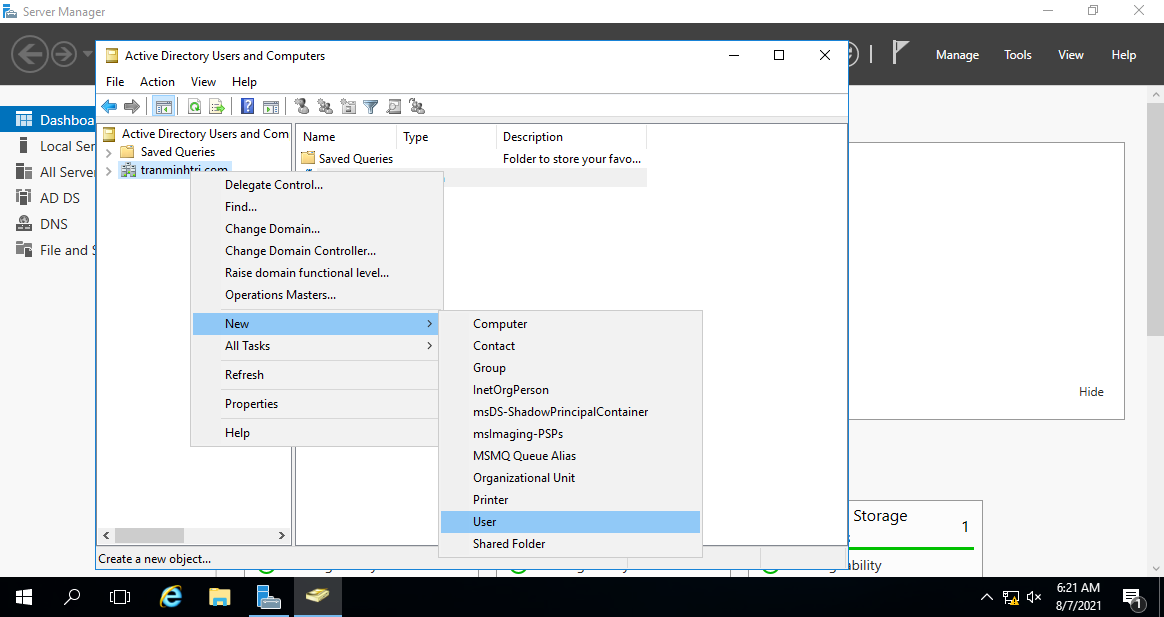 Server Manager
Manage Tools View Help
Dashboa
Local Ser
All Server
AD DS
DNS
File and S
Active Directory Users and Computers
File Action View Help
Active Directory Users and Com
Saved Queries
tranminhtri.com
Name Type Description
Saved Queries Folder to store your favo...
Delegate Control...
Find...
Change Domain...
Change Domain Controller...
Raise domain functional level...
Operations Masters...
New
All Tasks
Refresh
Properties
Help
Computer
Contact
Group
InetOrgPerson
msDS-ShadowPrincipalContainer
msImaging-PSPs
MSMQ Queue Alias
Organizational Unit
Printer
User
Shared Folder
Create a new object...
Hide
Storage
1
ability
6:21 AM
8/7/2021
1